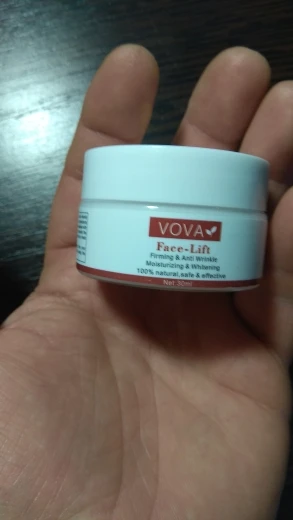 VOVA
Face-Lift
Firming & Anti Wrinkle
Moisturizing & Whitening
100% natural, safe & effective
Net 30ml